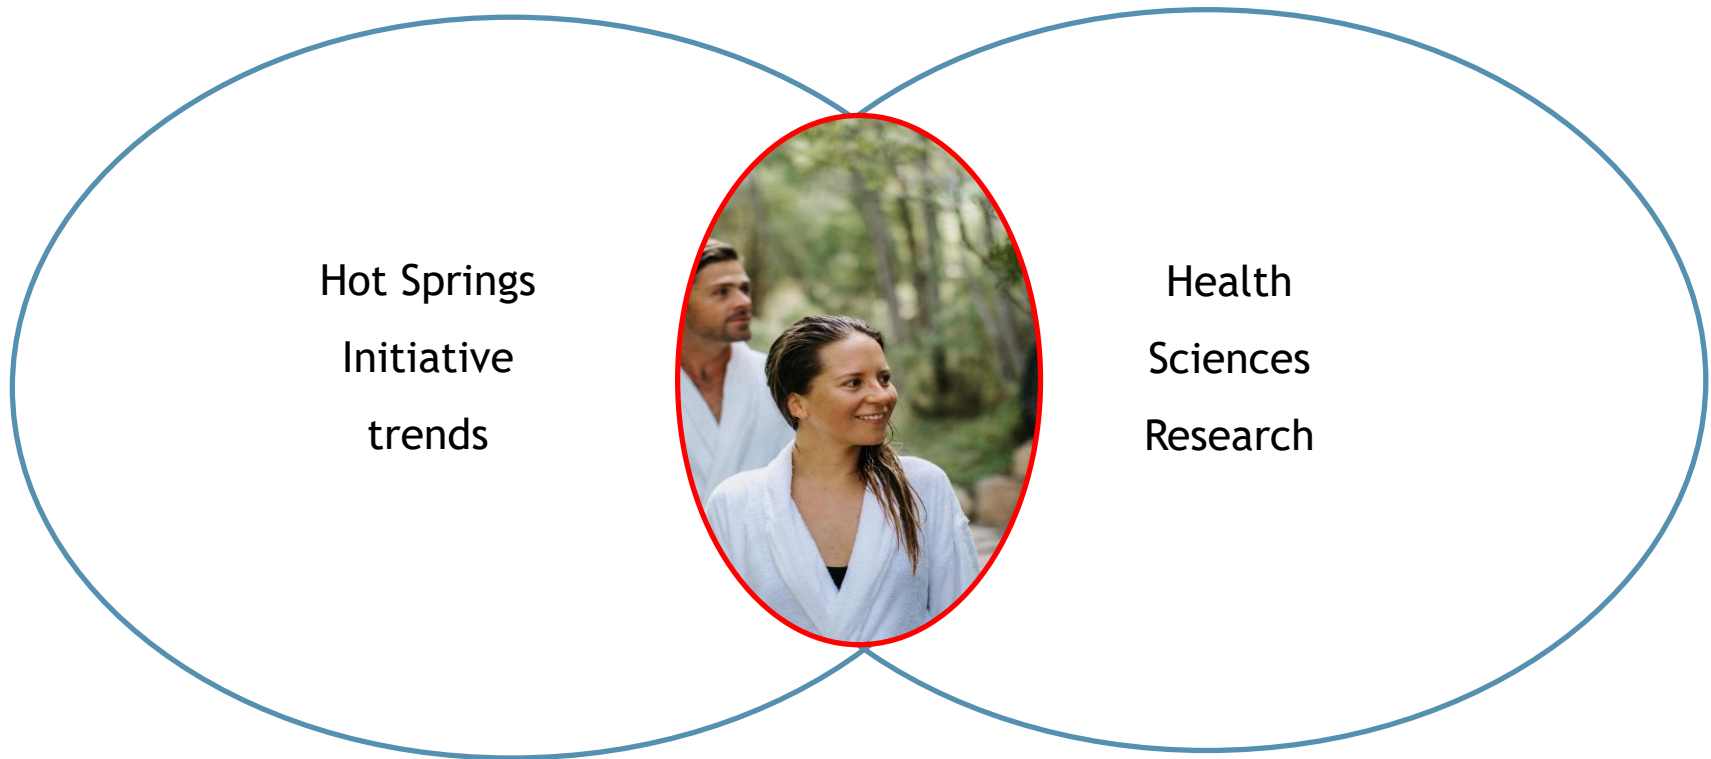 Hot Springs
Initiative
trends
Health
Sciences
Research